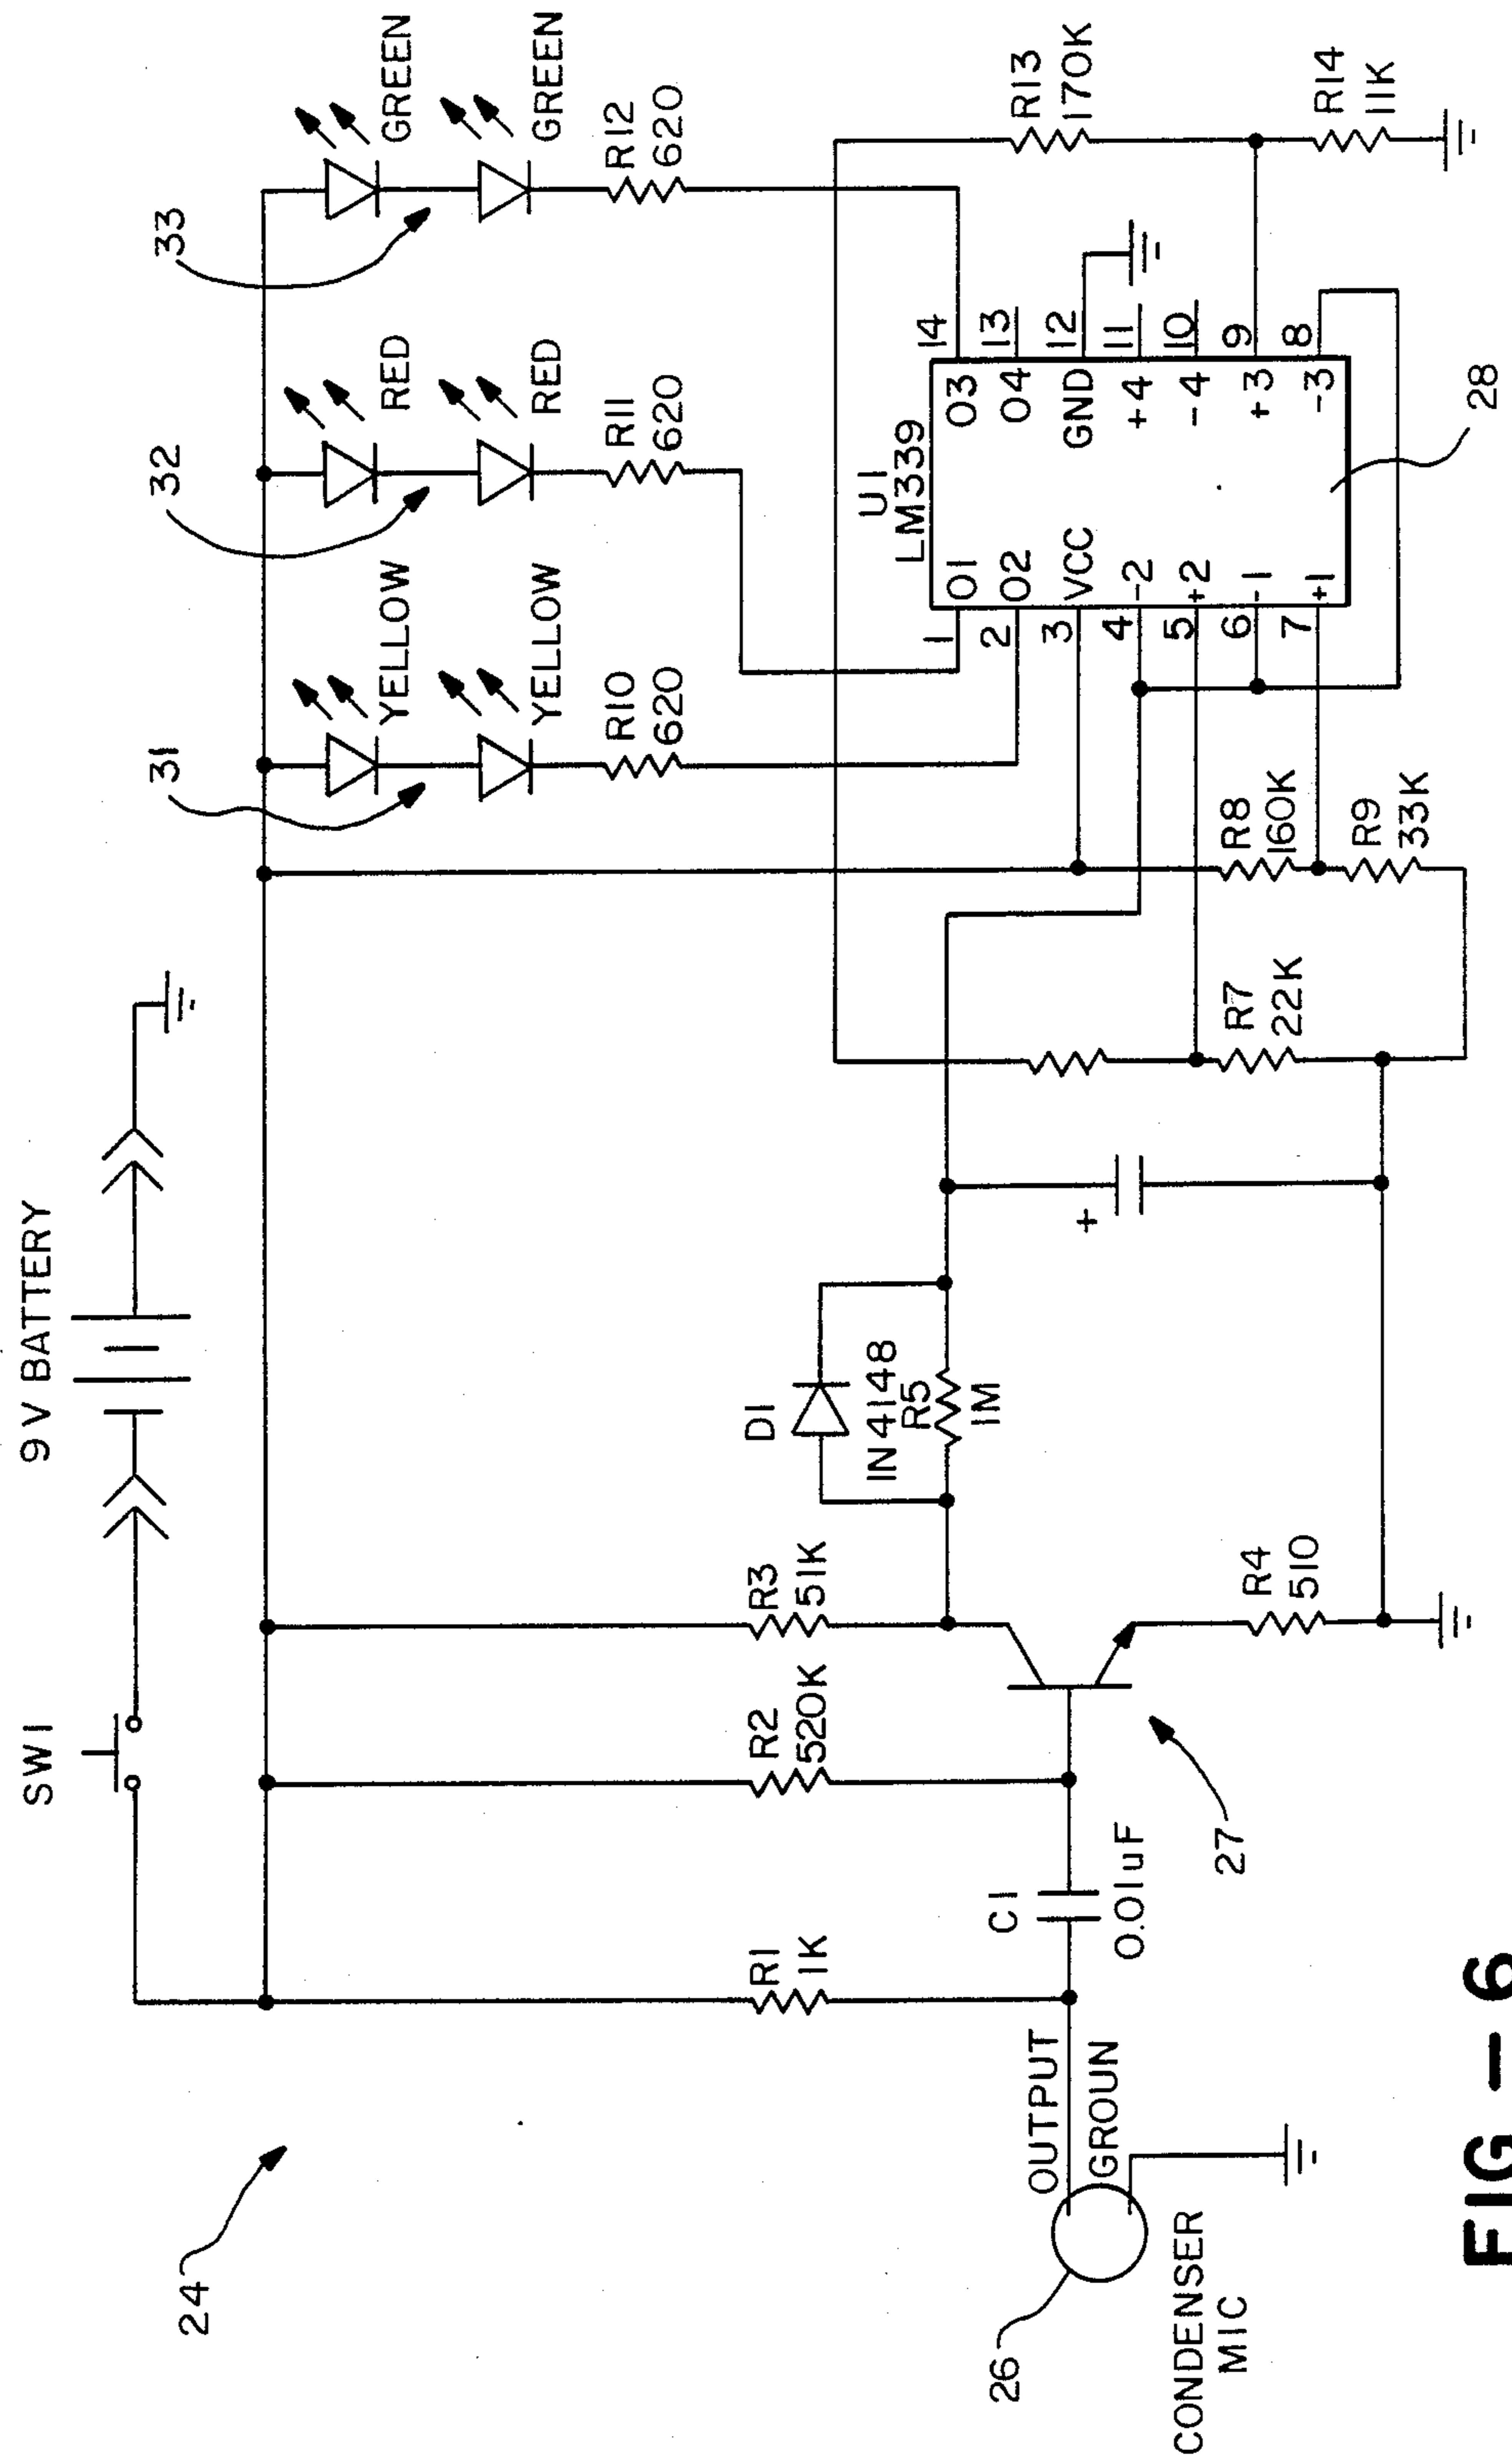 24
SW1
9V BATTERY
31
32
33
YELLOW
YELLOW
RED
RED
GREEN
GREEN
R10
620
R11
620
R12
620
R1
1K
R2
520K
R3
51K
D1
IN4148
R5
1M
+
C1
0.01uF
OUTPUT
GROUN
26
CONDENSER
MIC
27
R4
510
R7
22K
R8
160K
R9
33K
U1
LM339
1
2
3
4
5
6
7
O1
O2
VCC
-2
+2
-1
+1
O3
O4
GND
+4
-4
+3
-3
14
13
12
11
10
9
8
28
R13
170K
R14
11K
FIG - 6